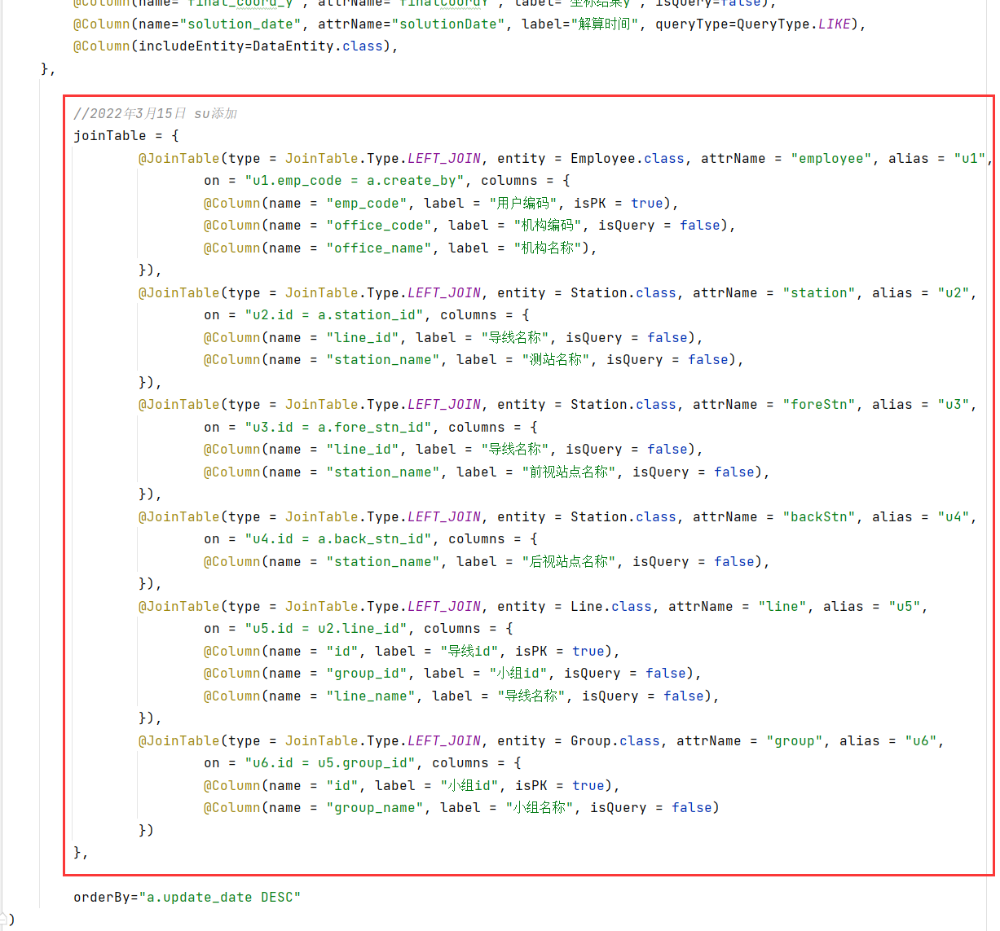 @Column(name="final_coord_y", attrName="finalCoordY", label="坐标结果y", isQuery=false),
@Column(name="solution_date", attrName="solutionDate", label="解算时间", queryType=QueryType.LIKE),
@Column(includeEntity=DataEntity.class),
},
//2022年3月15日 su添加
joinTable = {
@JoinTable(type = JoinTable.Type.LEFT_JOIN, entity = Employee.class, attrName = "employee", alias = "u1",
on = "u1.emp_code = a.create_by", columns = {
@Column(name = "emp_code", label = "用户编码", isPK = true),
@Column(name = "office_code", label = "机构编码", isQuery = false),
@Column(name = "office_name", label = "机构名称"),
}),
@JoinTable(type = JoinTable.Type.LEFT_JOIN, entity = Station.class, attrName = "station", alias = "u2",
on = "u2.id = a.station_id", columns = {
@Column(name = "line_id", label = "导线名称", isQuery = false),
@Column(name = "station_name", label = "测站名称", isQuery = false),
}),
@JoinTable(type = JoinTable.Type.LEFT_JOIN, entity = Station.class, attrName = "foreStn", alias = "u3",
on = "u3.id = a.fore_stn_id", columns = {
@Column(name = "line_id", label = "导线名称", isQuery = false),
@Column(name = "station_name", label = "前视站点名称", isQuery = false),
}),
@JoinTable(type = JoinTable.Type.LEFT_JOIN, entity = Station.class, attrName = "backStn", alias = "u4",
on = "u4.id = a.back_stn_id", columns = {
@Column(name = "station_name", label = "后视站点名称", isQuery = false),
}),
@JoinTable(type = JoinTable.Type.LEFT_JOIN, entity = Line.class, attrName = "line", alias = "u5",
on = "u5.id = u2.line_id", columns = {
@Column(name = "id", label = "导线id", isPK = true),
@Column(name = "group_id", label = "小组id", isQuery = false),
@Column(name = "line_name", label = "导线名称", isQuery = false),
}),
@JoinTable(type = JoinTable.Type.LEFT_JOIN, entity = Group.class, attrName = "group", alias = "u6",
on = "u6.id = u5.group_id", columns = {
@Column(name = "id", label = "小组id", isPK = true),
@Column(name = "group_name", label = "小组名称", isQuery = false)
})
},
orderBy="a.update_date DESC"
)